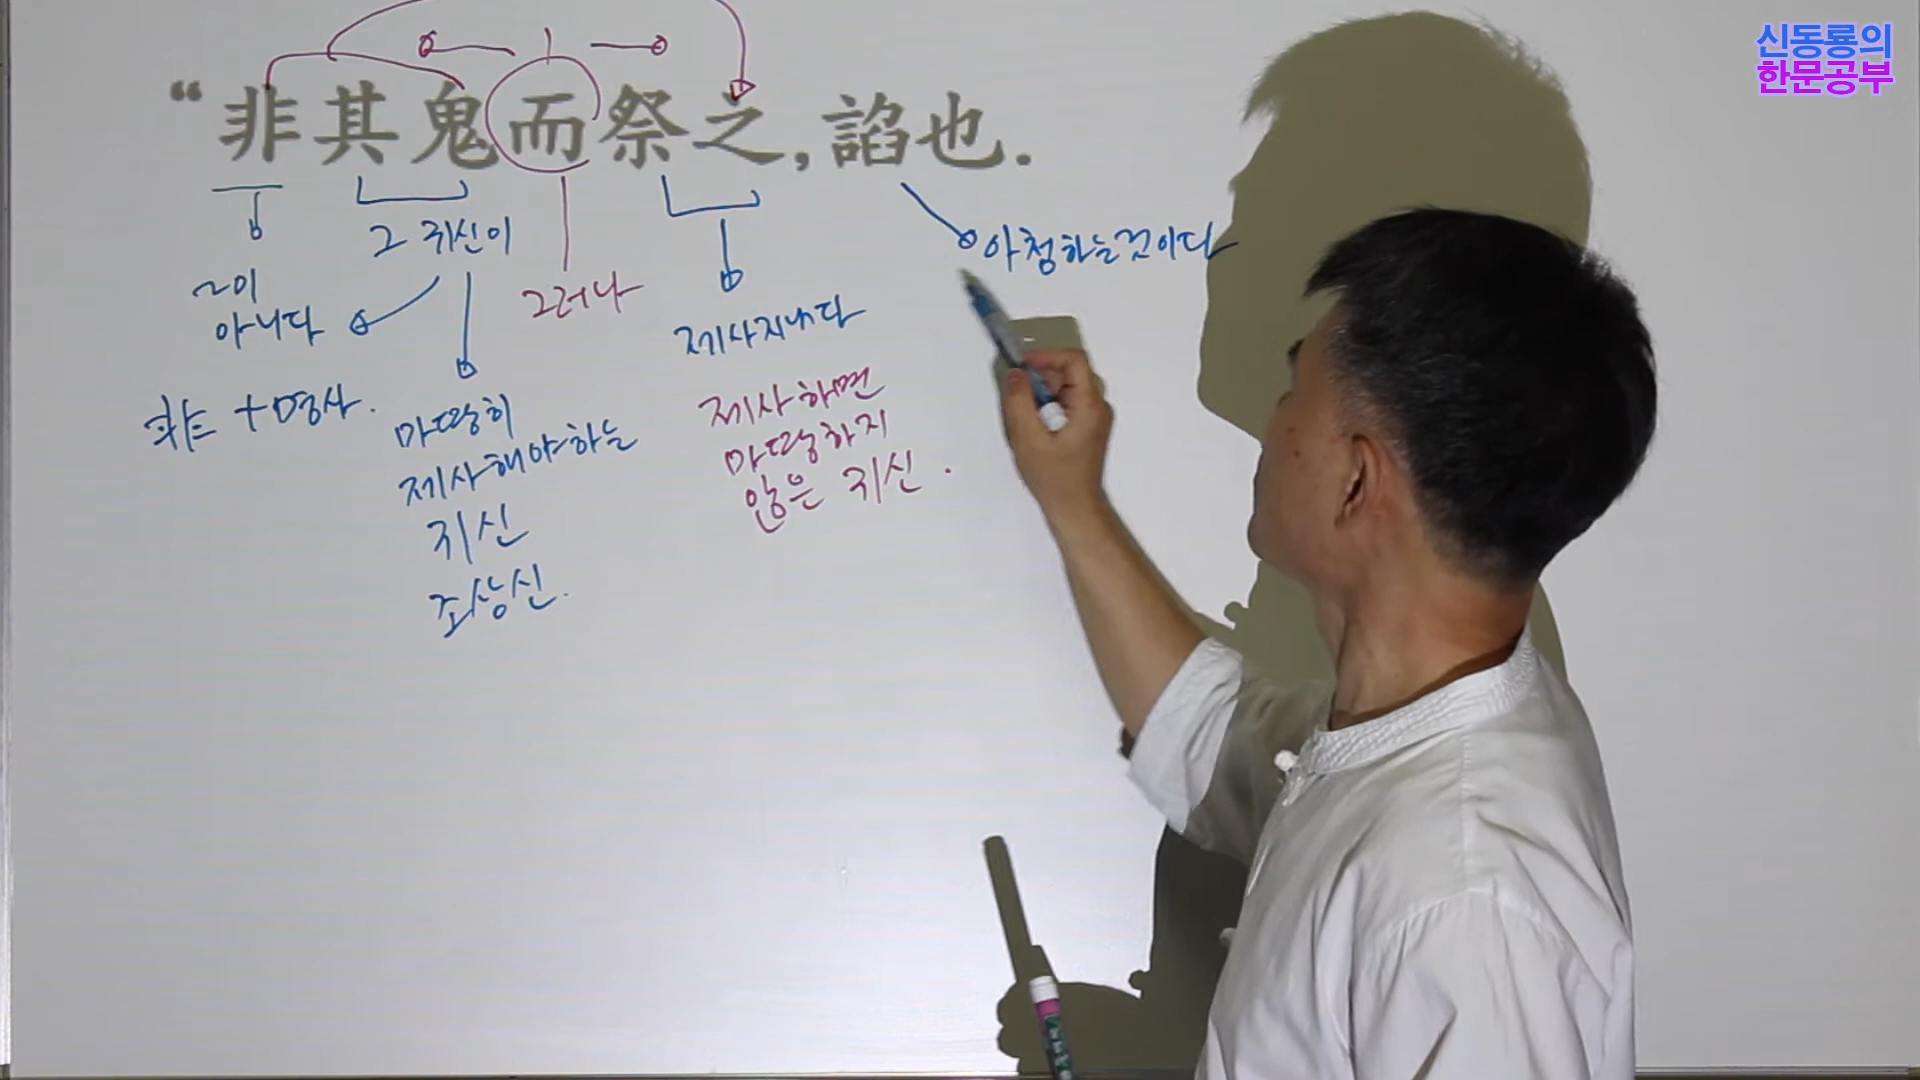 신동룡의
한문공부
“非其鬼而祭之, 諂也.
~이
아니다
非 + 명사.
그 귀신이
마땅히
제사해야하는
귀신
조상신.
그러나
제사지내다
제사하면
마땅하지
않은 귀신.
아첨하는것이다